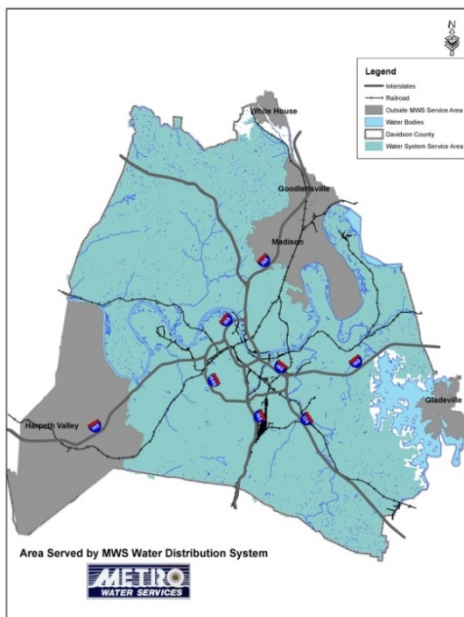 N
Legend
Interstates
Railroad
Outside MWS Service Area
Water Bodies
Davidson County
Water System Service Area
White House
Goodlettsville
Madison
Gladeville
Harpeth Valley
Area Served by MWS Water Distribution System
METRO
WATER SERVICES